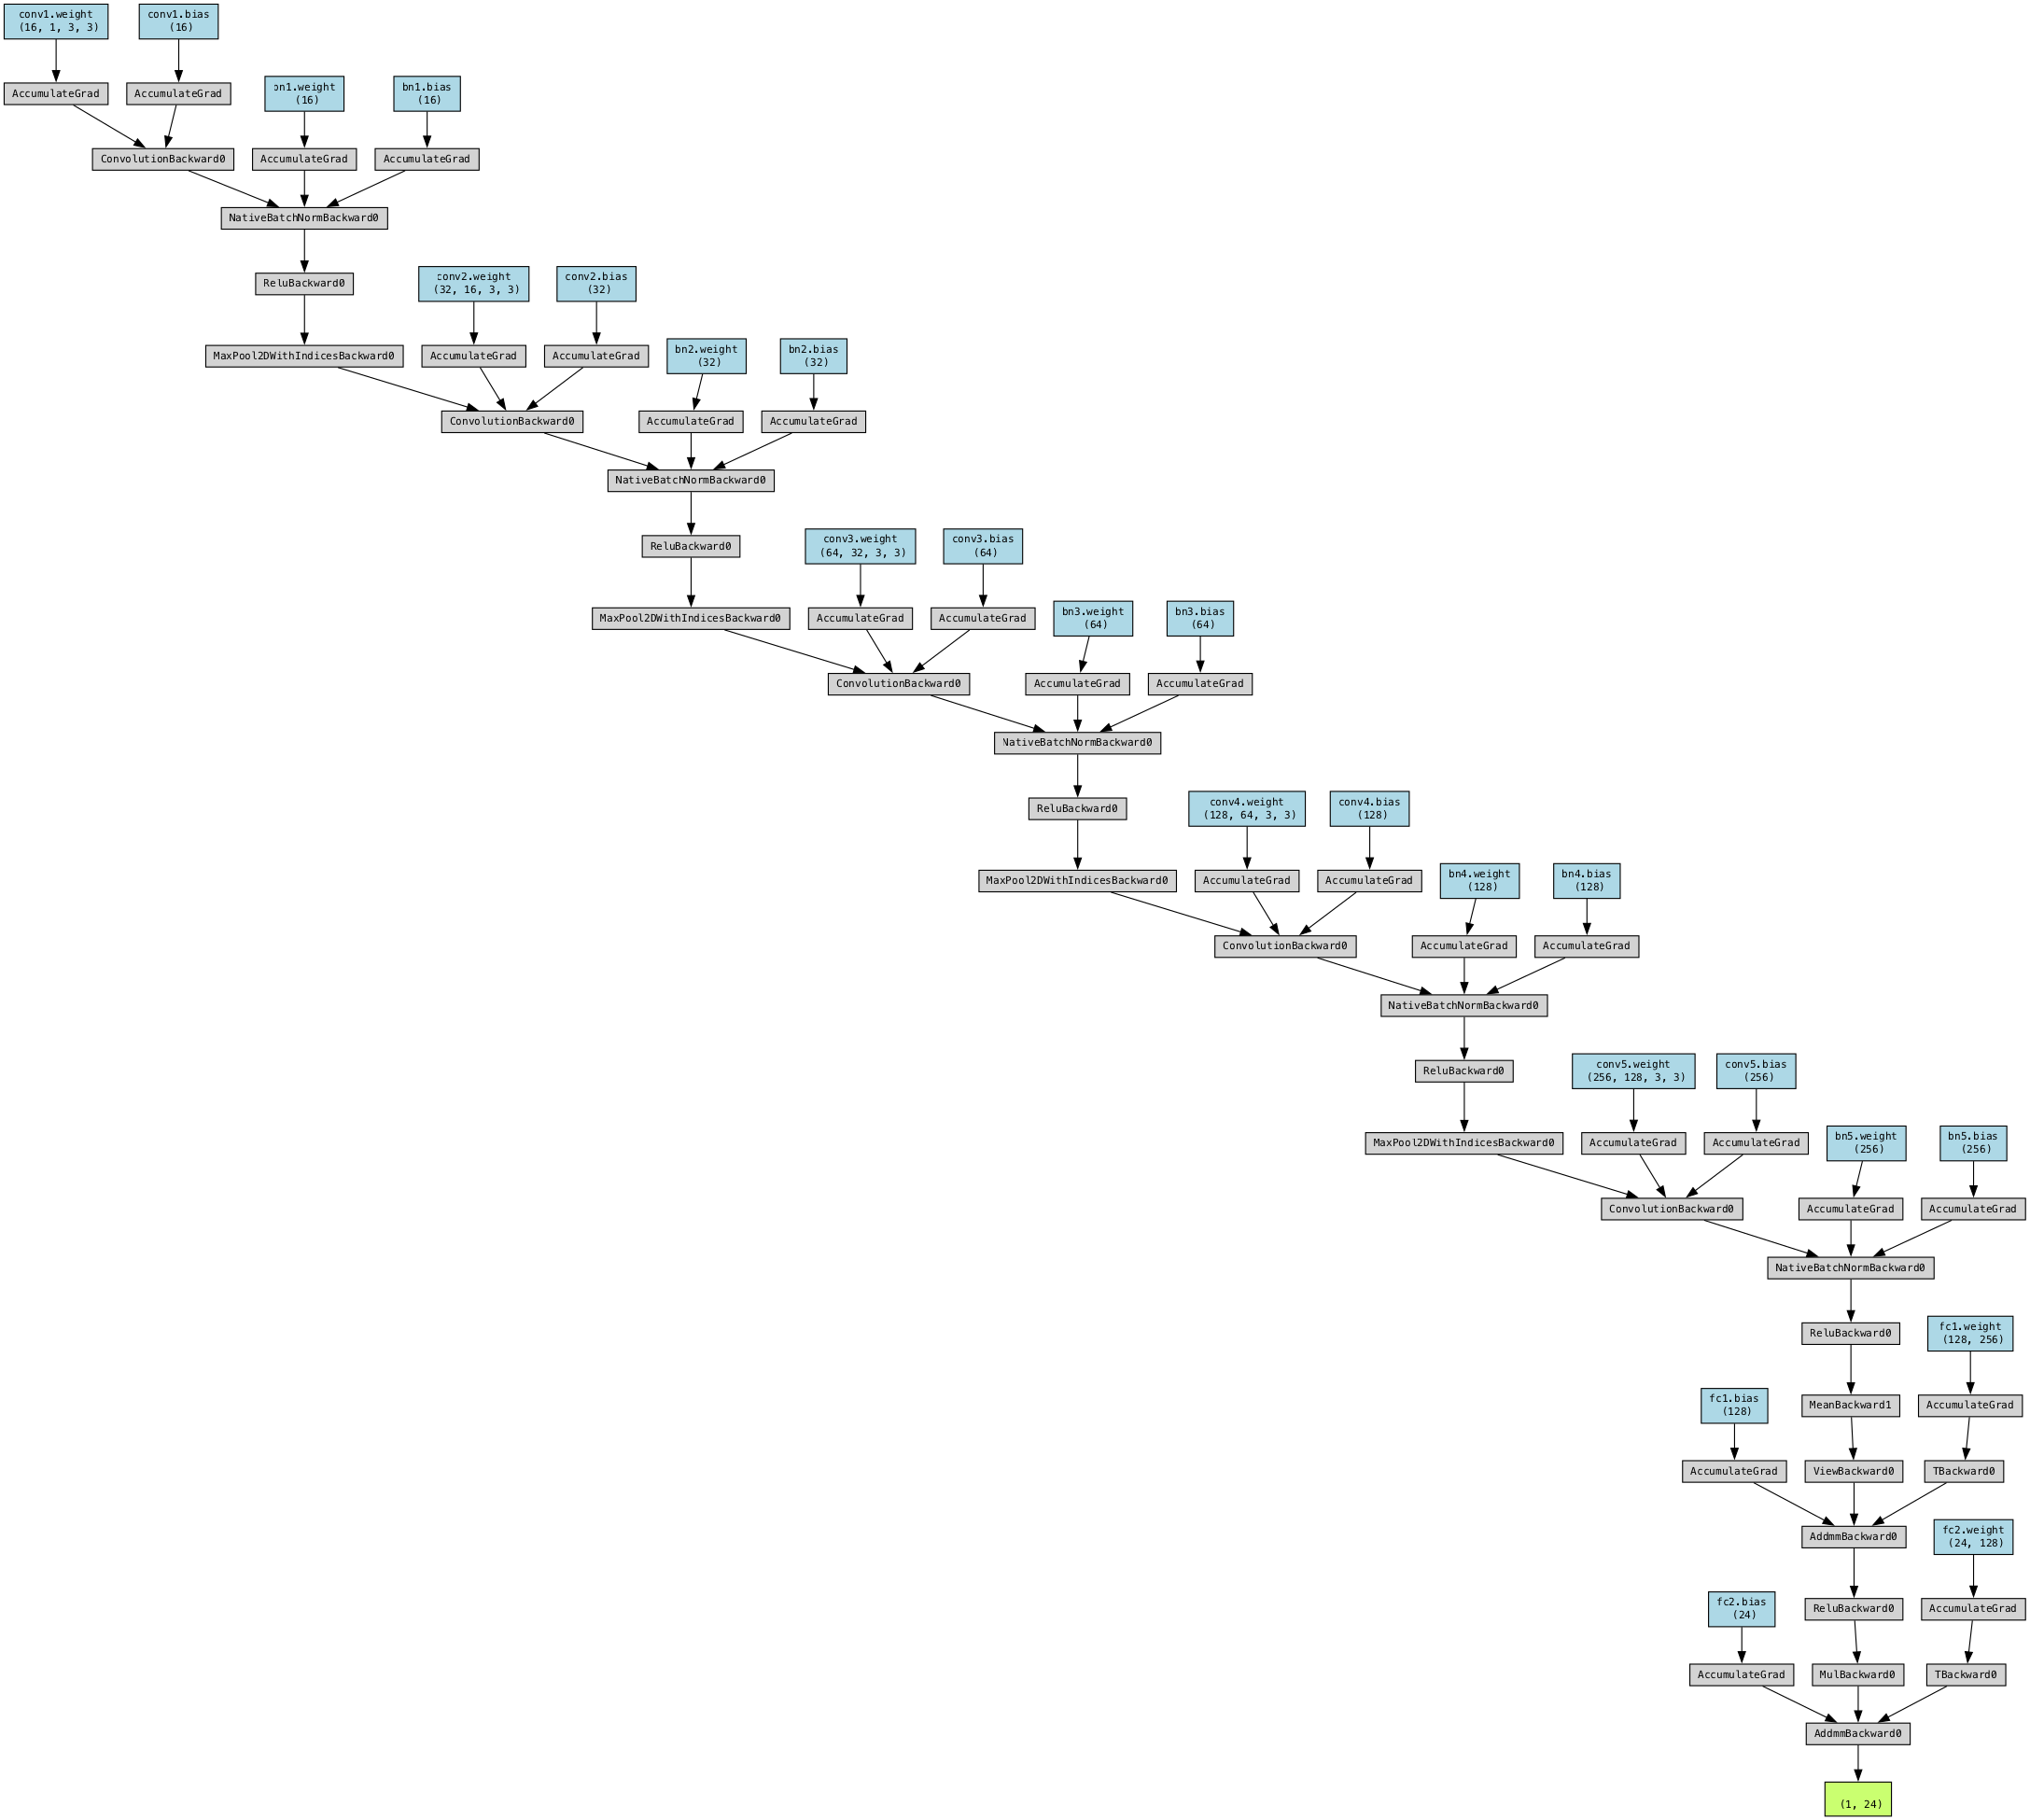 conv1.weight
(16, 1, 3, 3)
conv1.bias
(16)
AccumulateGrad
AccumulateGrad
bn1.weight
(16)
bn1.bias
(16)
ConvolutionBackward0
AccumulateGrad
AccumulateGrad
NativeBatchNormBackward0
ReluBackward0
conv2.weight
(32, 16, 3, 3)
conv2.bias
(32)
MaxPool2DWithIndicesBackward0
AccumulateGrad
AccumulateGrad
bn2.weight
(32)
bn2.bias
(32)
ConvolutionBackward0
AccumulateGrad
AccumulateGrad
NativeBatchNormBackward0
ReluBackward0
conv3.weight
(64, 32, 3, 3)
conv3.bias
(64)
MaxPool2DWithIndicesBackward0
AccumulateGrad
AccumulateGrad
bn3.weight
(64)
bn3.bias
(64)
ConvolutionBackward0
AccumulateGrad
AccumulateGrad
NativeBatchNormBackward0
ReluBackward0
conv4.weight
(128, 64, 3, 3)
conv4.bias
(128)
MaxPool2DWithIndicesBackward0
AccumulateGrad
AccumulateGrad
bn4.weight
(128)
bn4.bias
(128)
ConvolutionBackward0
AccumulateGrad
AccumulateGrad
NativeBatchNormBackward0
ReluBackward0
conv5.weight
(256, 128, 3, 3)
conv5.bias
(256)
MaxPool2DWithIndicesBackward0
AccumulateGrad
AccumulateGrad
bn5.weight
(256)
bn5.bias
(256)
ConvolutionBackward0
AccumulateGrad
AccumulateGrad
NativeBatchNormBackward0
ReluBackward0
fc1.weight
(128, 256)
fc1.bias
(128)
MeanBackward1
AccumulateGrad
AccumulateGrad
ViewBackward0
TBackward0
AddmmBackward0
fc2.weight
(24, 128)
fc2.bias
(24)
ReluBackward0
AccumulateGrad
AccumulateGrad
MulBackward0
TBackward0
AddmmBackward0
(1, 24)